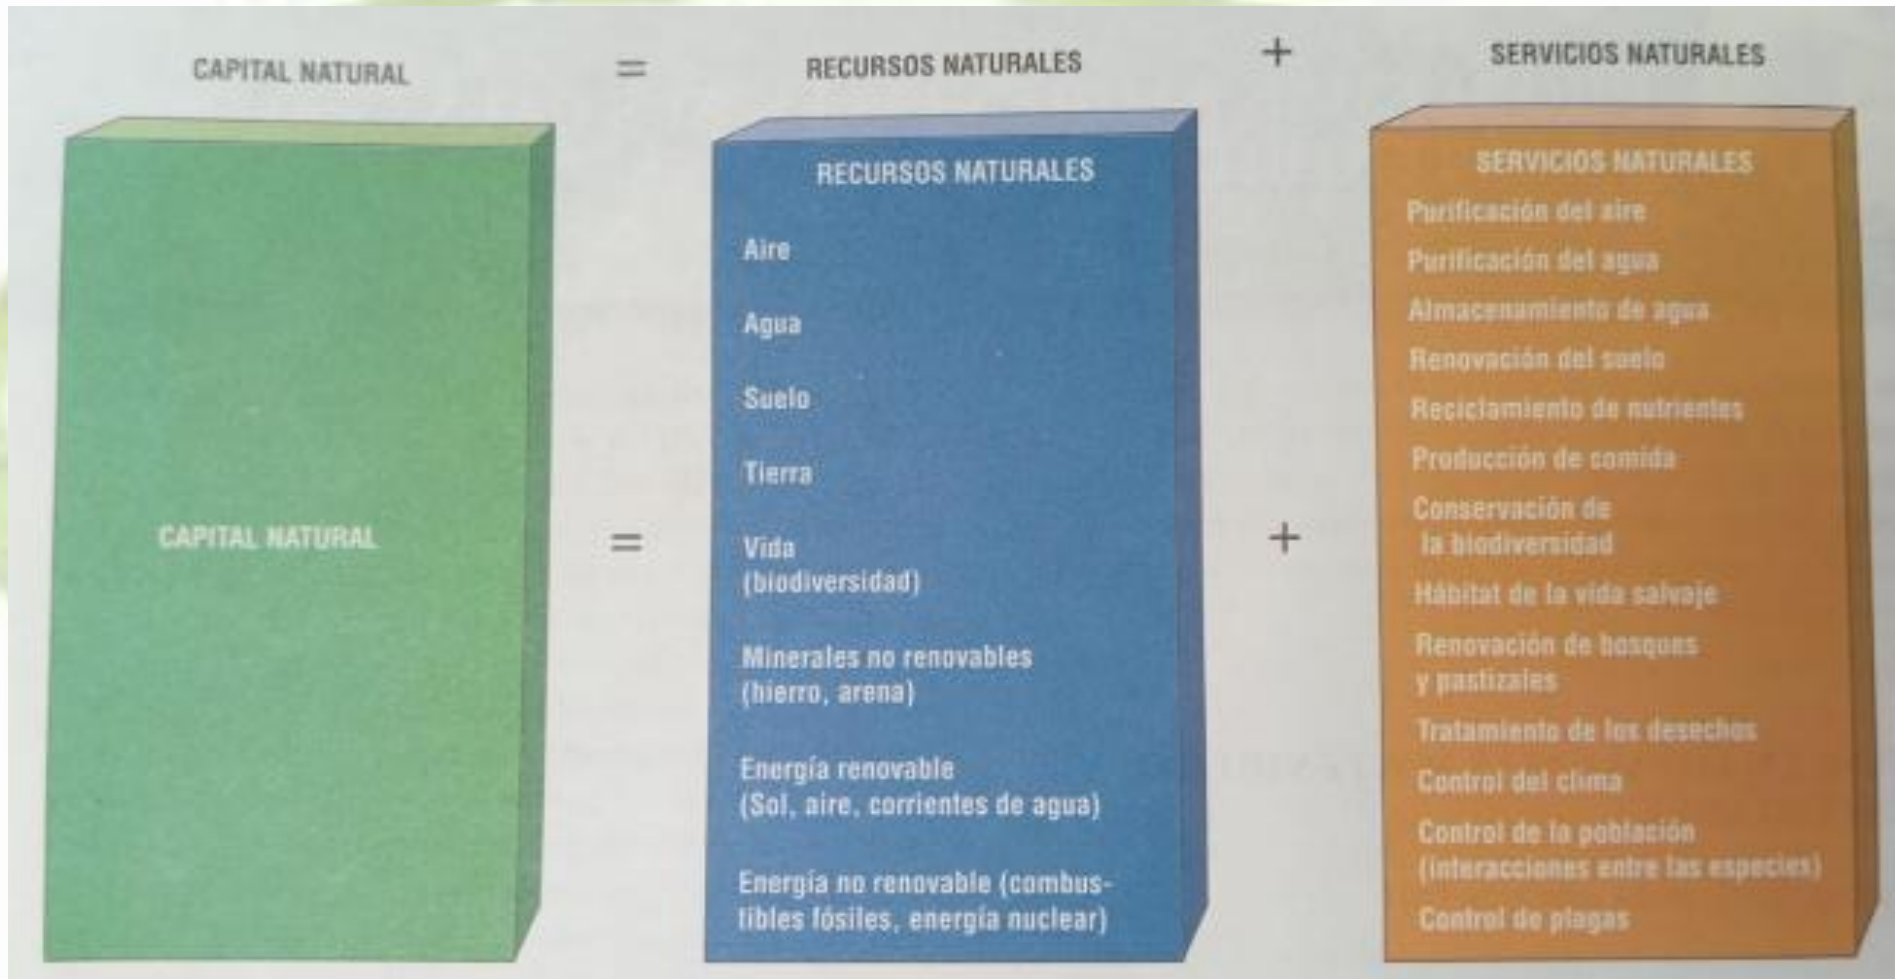 CAPITAL NATURAL
=
RECURSOS NATURALES
+
SERVICIOS NATURALES
CAPITAL NATURAL
=
RECURSOS NATURALES
Aire
Agua
Suelo
Tierra
Vida
(biodiversidad)
Minerales no renovables
(hierro, arena)
Energía renovable
(Sol, aire, corrientes de agua)
Energía no renovable (combus-
tibles fósiles, energía nuclear)
+
SERVICIOS NATURALES
Purificación del aire
Purificación del agua
Almacenamiento de agua
Renovación del suelo
Reciclamiento de nutrientes
Producción de comida
Conservación de
la biodiversidad
Hábitat de la vida salvaje
Renovación de bosques
y pastizales
Tratamiento de los desechos
Control del clima
Control de la población
(interacciones entre las especies)
Control de plagas